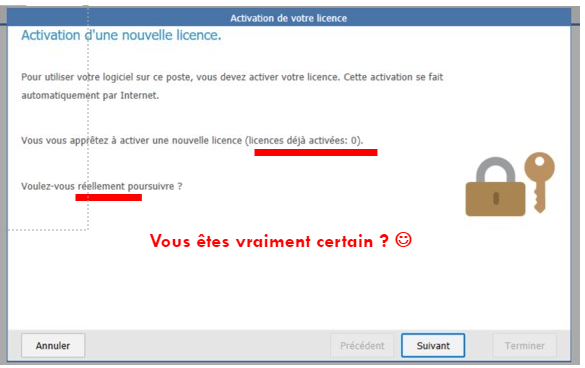 Activation de votre licence
Activation d'une nouvelle licence.
Pour utiliser votre logiciel sur ce poste, vous devez activer votre licence. Cette activation se fait
automatiquement par Internet.
Vous vous apprêtez à activer une nouvelle licence (licences déjà activées: 0).
Voulez-vous réellement poursuivre ?
Vous êtes vraiment certain ? ☺
Annuler
Précédent
Suivant
Terminer